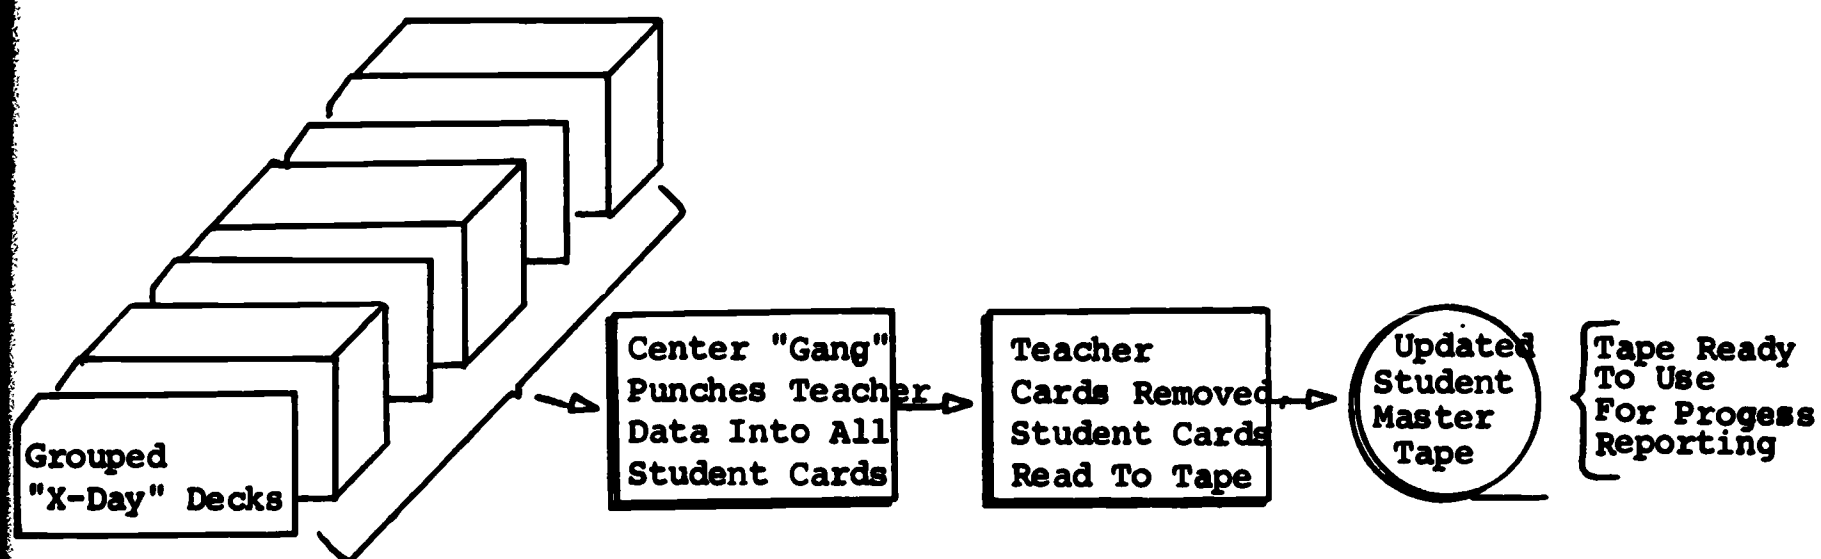 Grouped
"X-Day" Decks
Center "Gang"
Punches Teacher
Data Into All
Student Cards
Teacher
Cards Removed
Student Cards
Read To Tape
Updated
Student
Master
Tape
Tape Ready
To Use
For Progess
Reporting